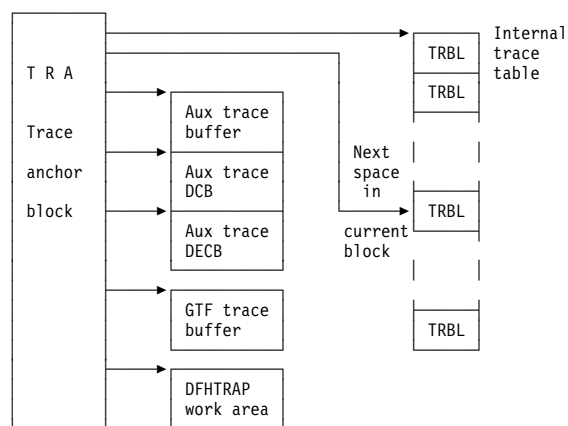 T R A
Trace
anchor
block
Aux trace
buffer
Aux trace
DCB
Aux trace
DECB
GTF trace
buffer
DFHTRAP
work area
Next
space
in
current
block
TRBL
TRBL
TRBL
TRBL
Internal
trace
table